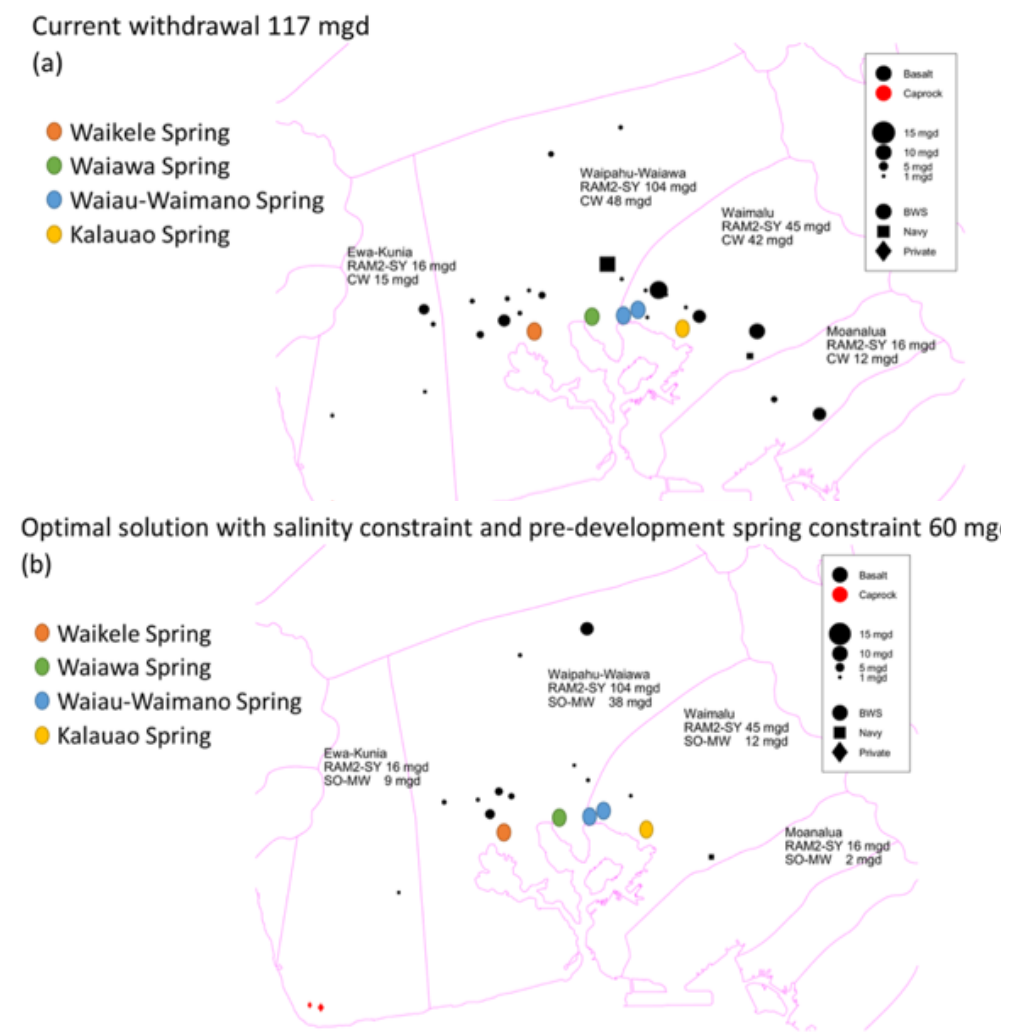 Current withdrawal 117 mgd
(a)
Waikele Spring
Waiawa Spring
Waiau-Waimano Spring
Kalauao Spring
Basalt
Caprock
15 mgd
10 mgd
5 mgd
1 mgd
BWS
Navy
Private
Waipahu-Waiawa
RAM2-SY 104 mgd
CW 48 mgd
Waimalu
RAM2-SY 45 mgd
CW 42 mgd
Ewa-Kunia
RAM2-SY 16 mgd
CW 15 mgd
Moanalua
RAM2-SY 16 mgd
CW 12 mgd
Optimal solution with salinity constraint and pre-development spring constraint 60 mg
(b)
Waikele Spring
Waiawa Spring
Waiau-Waimano Spring
Kalauao Spring
Basalt
Caprock
15 mgd
10 mgd
5 mgd
1 mgd
BWS
Navy
Private
Waipahu-Waiawa
RAM2-SY 104 mgd
SO-MW 38 mgd
Waimalu
RAM2-SY 45 mgd
SO-MW 12 mgd
Ewa-Kunia
RAM2-SY 16 mgd
SO-MW 9 mgd
Moanalua
RAM2-SY 16 mgd
SO-MW 2 mgd